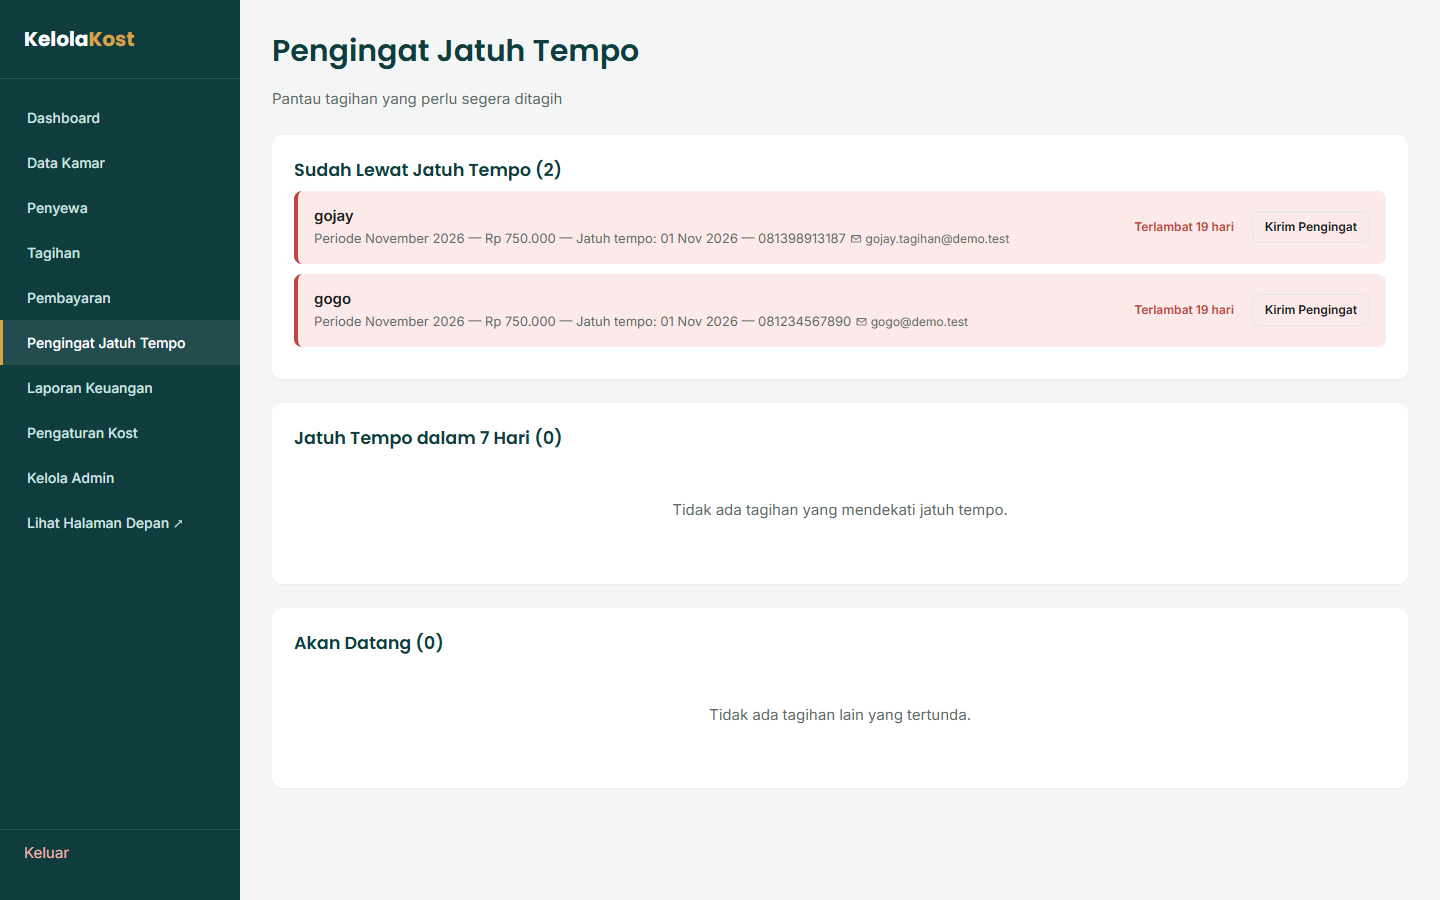 KelolaKost
Dashboard
Data Kamar
Penyewa
Tagihan
Pembayaran
Pengingat Jatuh Tempo
Laporan Keuangan
Pengaturan Kost
Kelola Admin
Lihat Halaman Depan ↗
Keluar
Pengingat Jatuh Tempo
Pantau tagihan yang perlu segera ditagih
Sudah Lewat Jatuh Tempo (2)
gojay
Periode November 2026 — Rp 750.000 — Jatuh tempo: 01 Nov 2026 — 081398913187 ✉ gojay.tagihan@demo.test
Terlambat 19 hari
Kirim Pengingat
gogo
Periode November 2026 — Rp 750.000 — Jatuh tempo: 01 Nov 2026 — 081234567890 ✉ gogo@demo.test
Terlambat 19 hari
Kirim Pengingat
Jatuh Tempo dalam 7 Hari (0)
Tidak ada tagihan yang mendekati jatuh tempo.
Akan Datang (0)
Tidak ada tagihan lain yang tertunda.